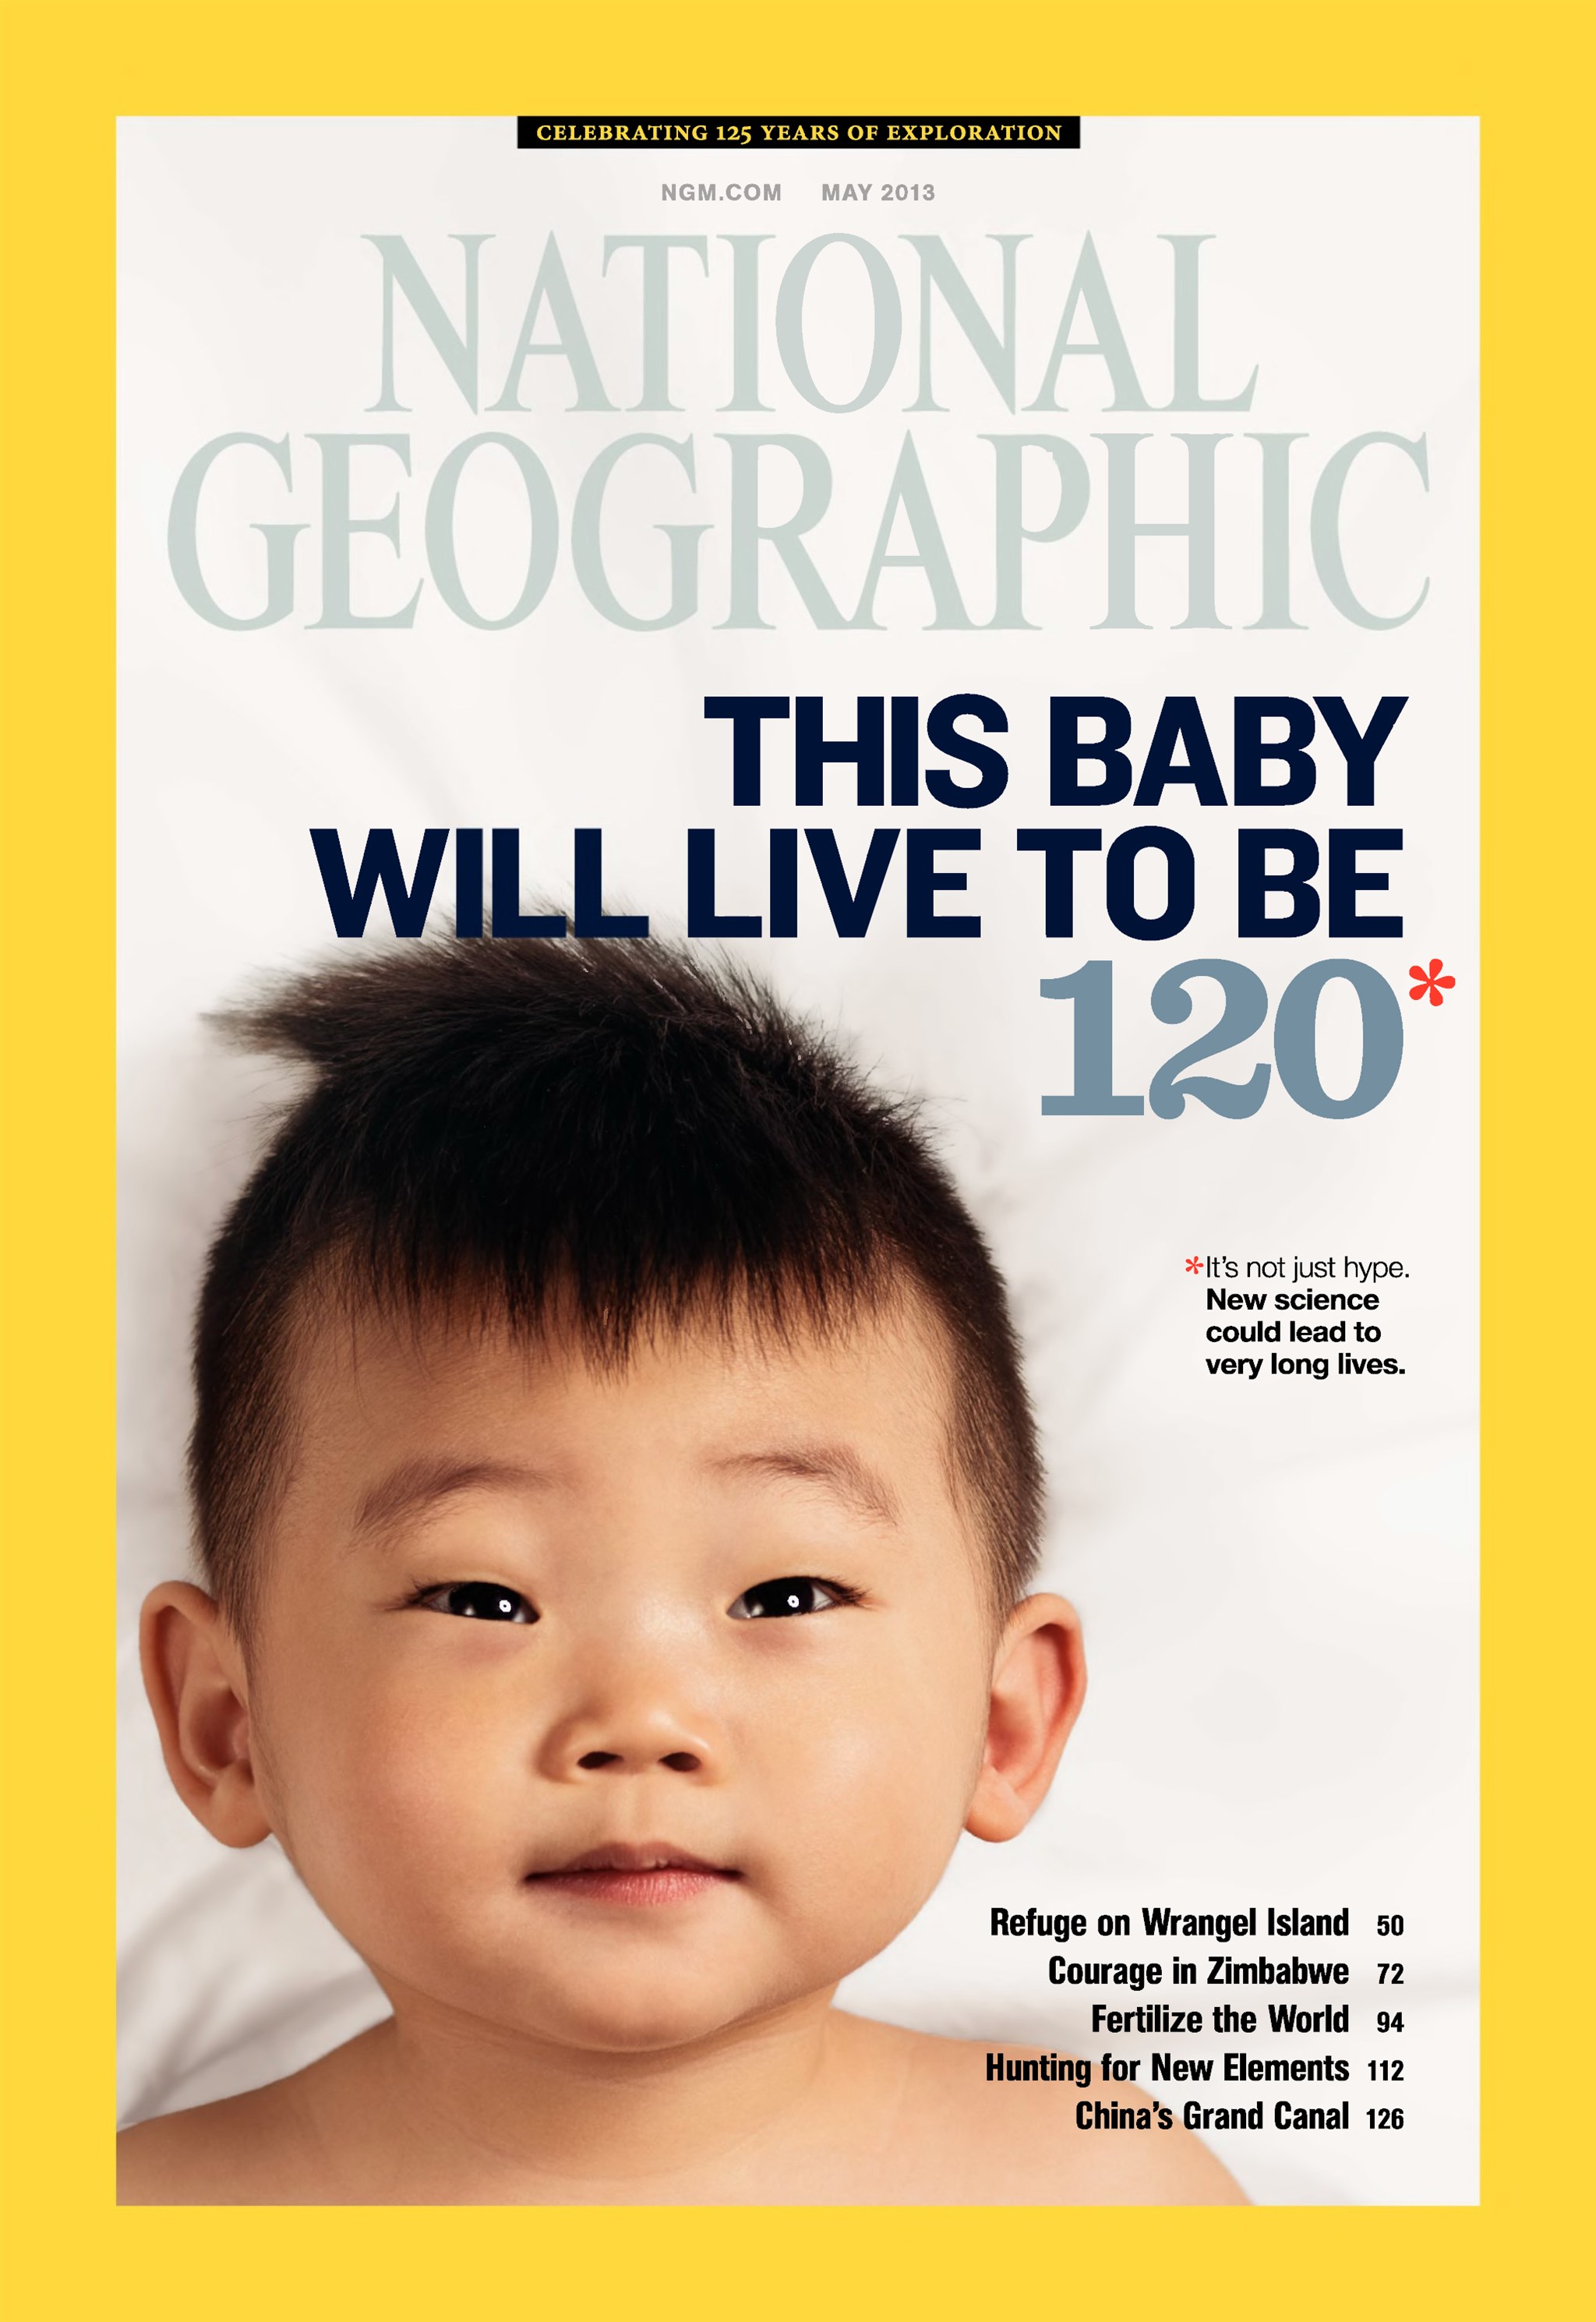 CELEBRATING 125 YEARS OF EXPLORATION
NGM.COM MAY 2013
NATIONAL
GEOGRAPHIC
THIS BABY
WILL LIVE TO BE
120*
*It's not just hype.
New science
could lead to
very long lives.
Refuge on Wrangel Island 50
Courage in Zimbabwe 72
Fertilize the World 94
Hunting for New Elements 112
China's Grand Canal 126